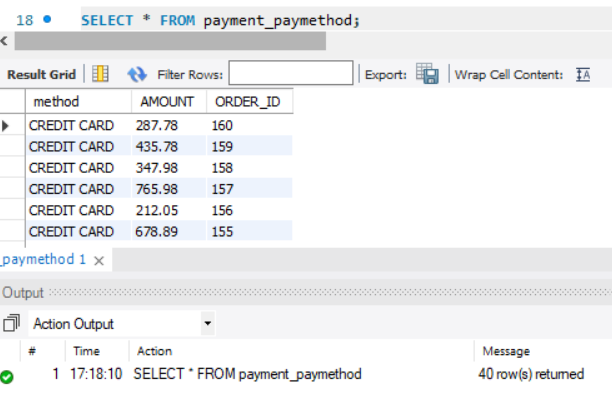 18 SELECT * FROM payment_paymethod;
Result Grid Filter Rows: Export: Wrap Cell Content:
method AMOUNT ORDER_ID
CREDIT CARD 287.78 160
CREDIT CARD 435.78 159
CREDIT CARD 347.98 158
CREDIT CARD 765.98 157
CREDIT CARD 212.05 156
CREDIT CARD 678.89 155
_paymethod 1 ×
Output
Action Output
# Time Action Message
1 17:18:10 SELECT * FROM payment_paymethod 40 row(s) returned